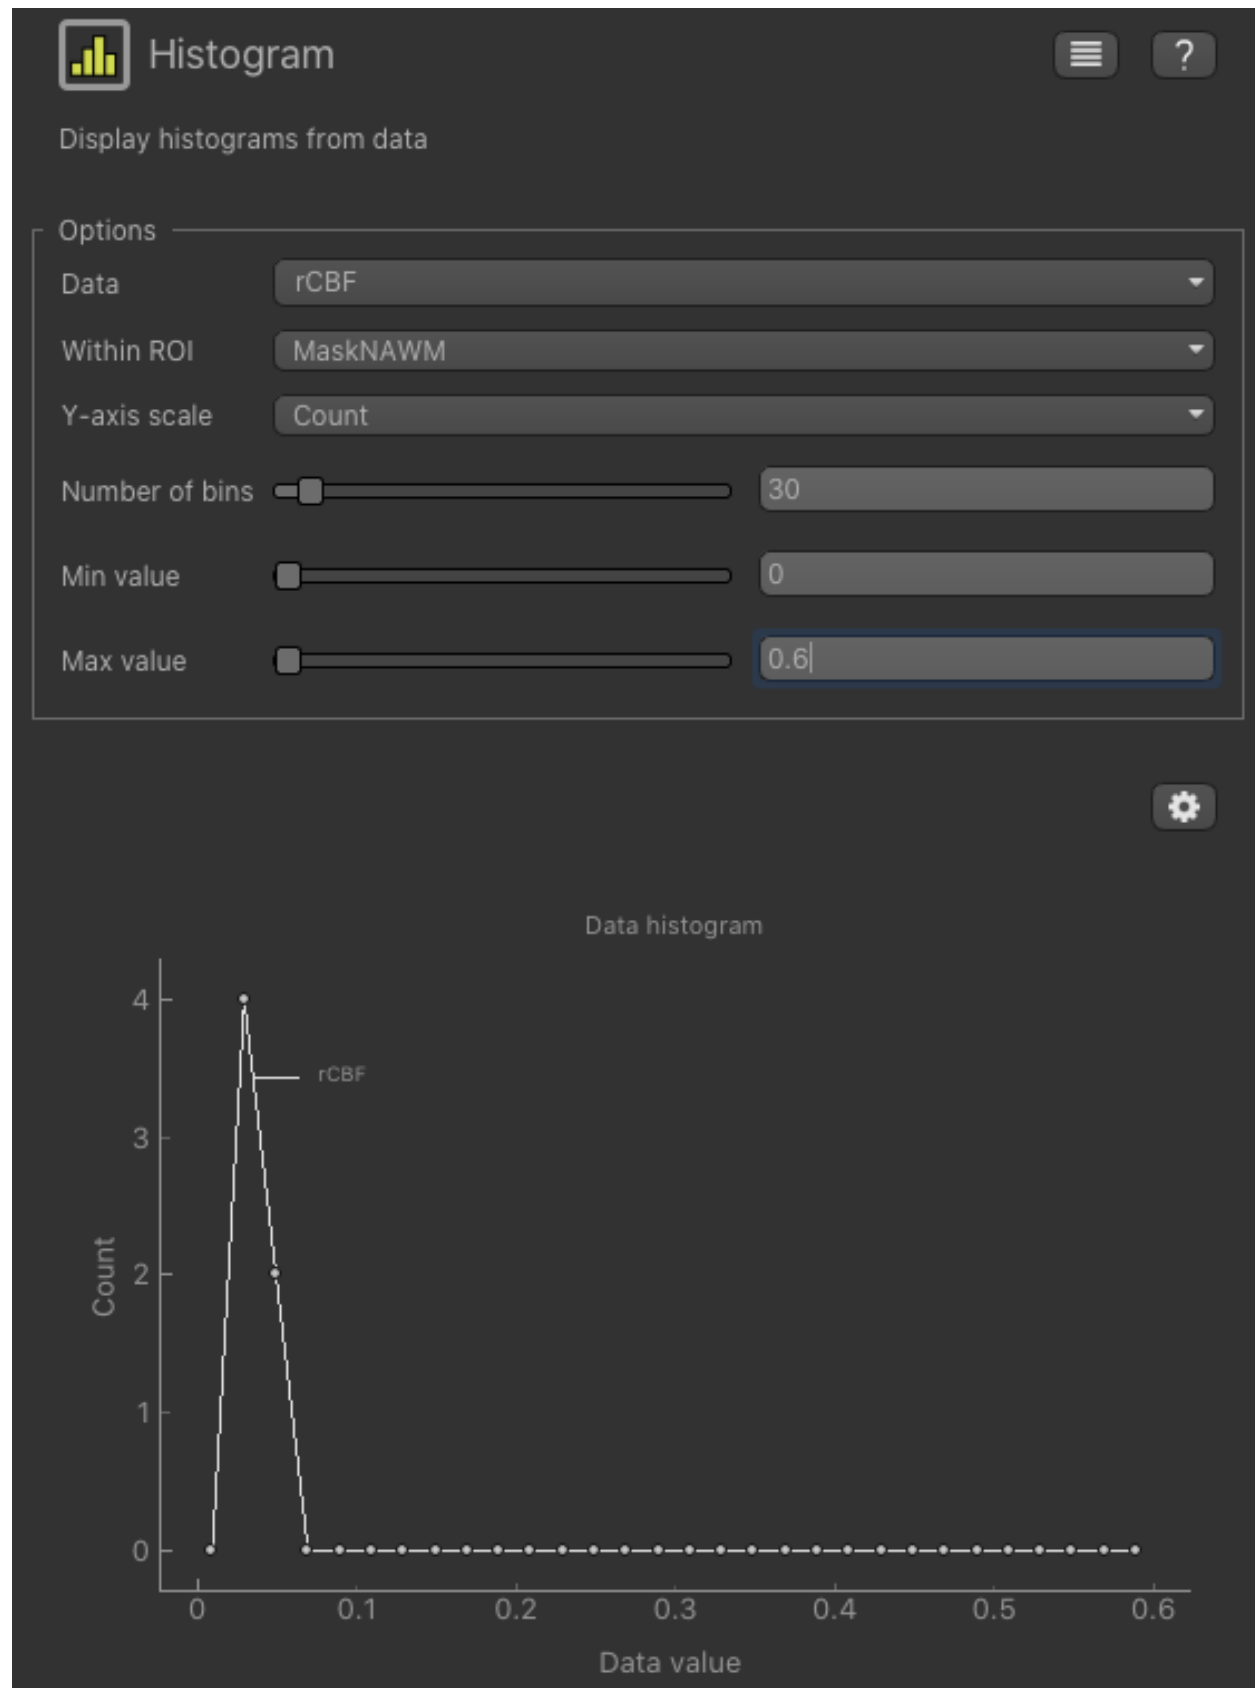 Histogram
?
Display histograms from data
Options
Data rCBF
Within ROI MaskNAWM
Y-axis scale Count
Number of bins 30
Min value 0
Max value 0.6
Data histogram
4
rCBF
3
2
Count
1
0
0 0.1 0.2 0.3 0.4 0.5 0.6
Data value